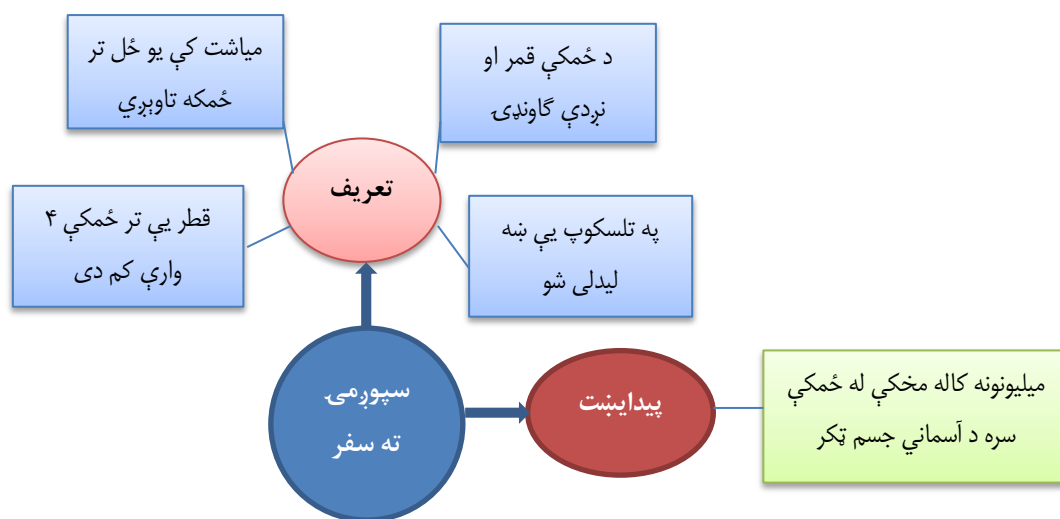 د ځمکې قمر او
نږدې ګاونډۍ
میاشت کې یو ځل تر
ځمکه تاوېږي
تعریف
په تلسکوپ یې ښه
لیدلی شو
قطر یې تر ځمکې ۴
وارې کم دی
سپوږمۍ
ته سفر
پیدایښت
میلیونونه کاله مخکې له ځمکې
سره د آسماني جسم ټکر